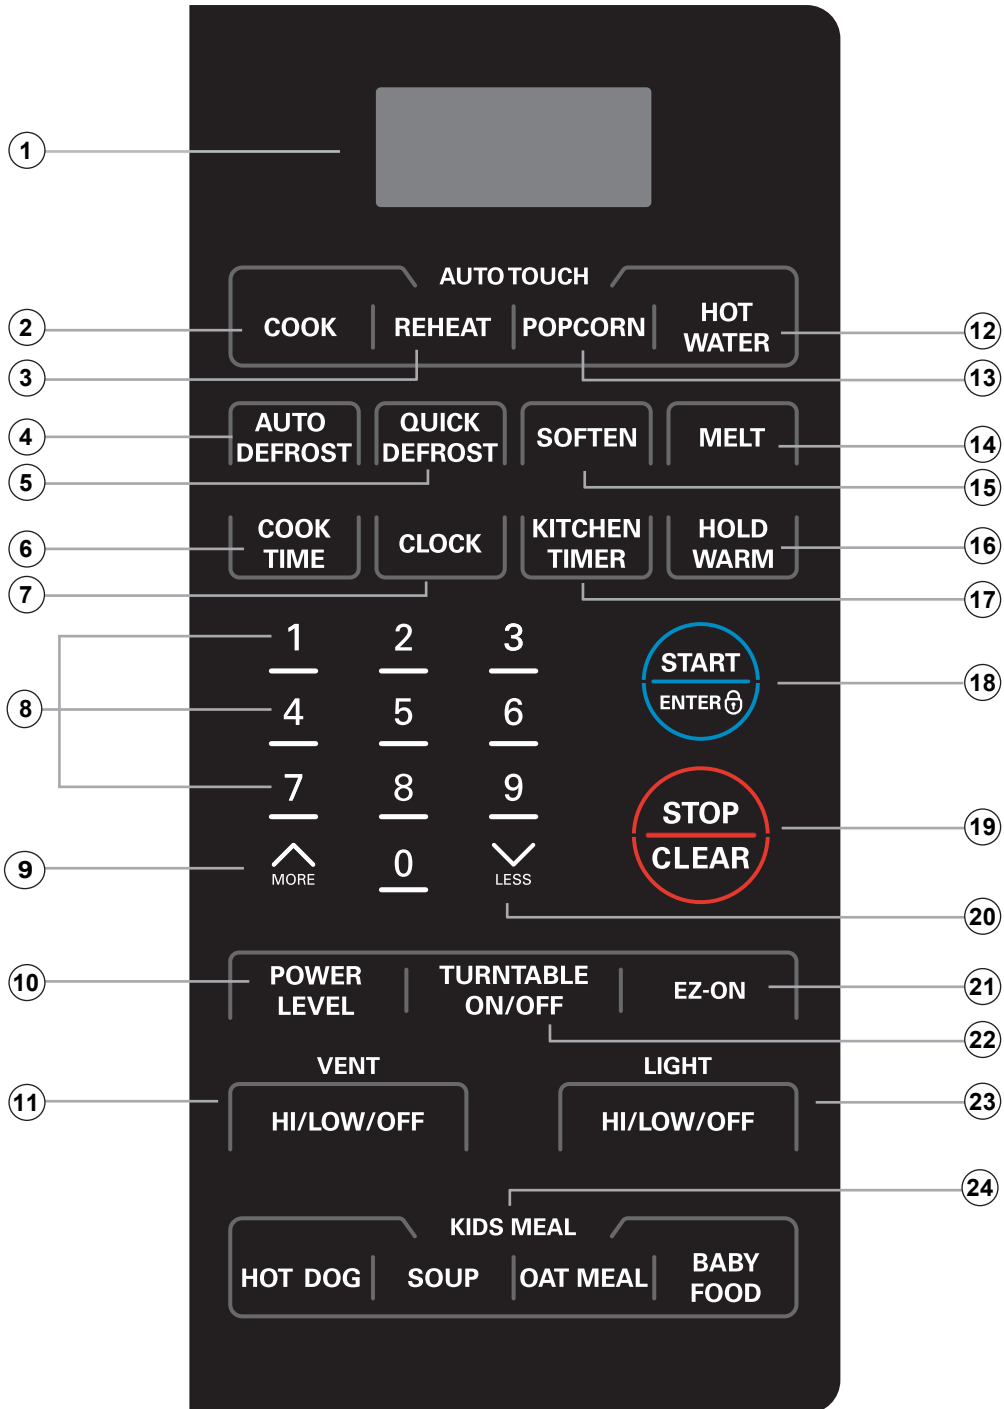 1
AUTO TOUCH
2
COOK
REHEAT
POPCORN
HOT
WATER
12
3
13
4
AUTO
DEFROST
QUICK
DEFROST
SOFTEN
MELT
14
5
15
6
COOK
TIME
CLOCK
KITCHEN
TIMER
HOLD
WARM
16
7
17
1
2
3
START
ENTER
18
8
4
5
6
7
8
9
STOP
CLEAR
19
9
MORE
0
LESS
20
10
POWER
LEVEL
TURNTABLE
ON/OFF
EZ-ON
21
22
VENT
LIGHT
11
HI/LOW/OFF
HI/LOW/OFF
23
24
KIDS MEAL
HOT DOG
SOUP
OAT MEAL
BABY
FOOD